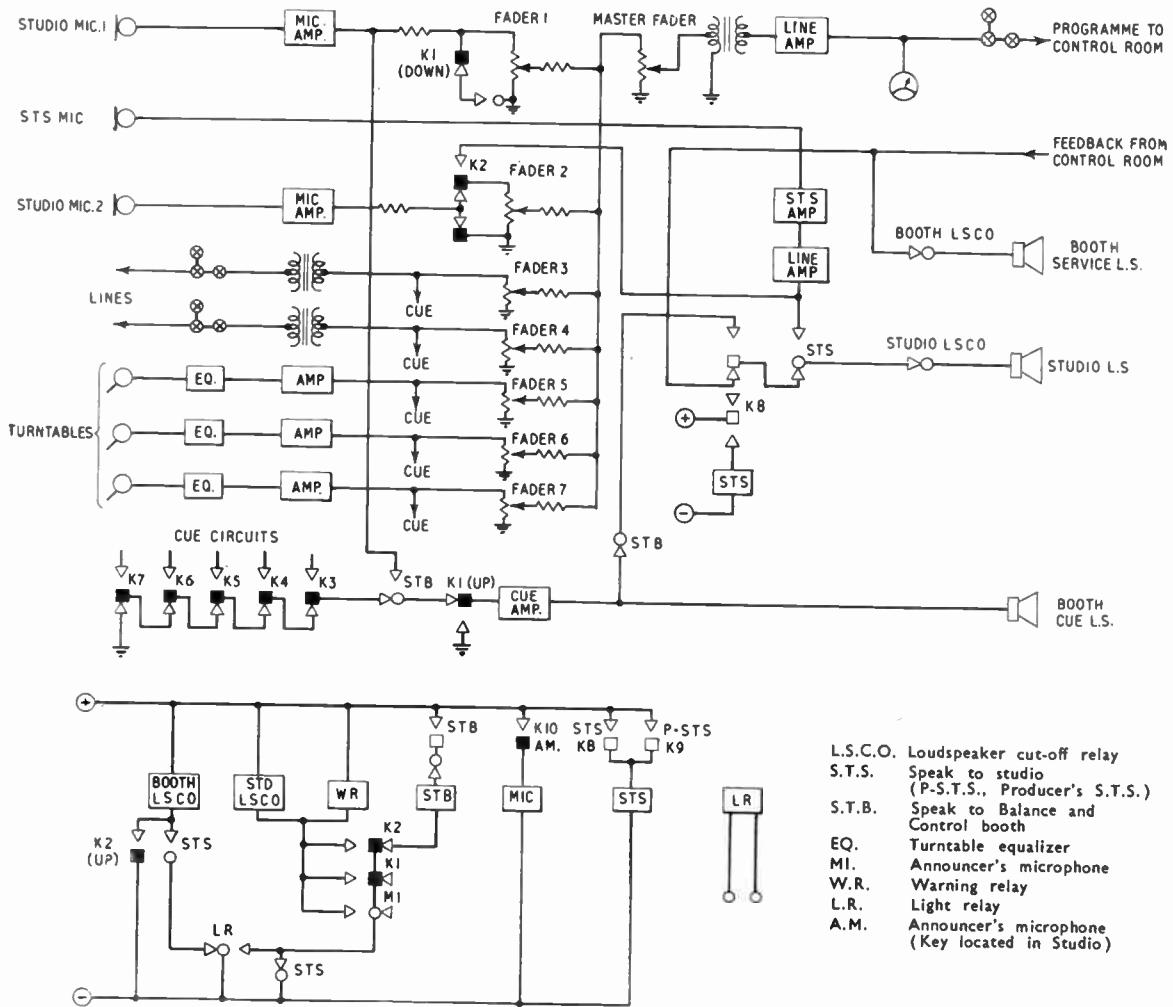 STUDIO MIC.1
MIC AMP.
K1 (DOWN)
FADER 1
MASTER FADER
LINE AMP
PROGRAMME TO CONTROL ROOM
STS MIC
FEEDBACK FROM CONTROL ROOM
STUDIO MIC.2
MIC AMP.
K2
FADER 2
STS AMP
LINE AMP
BOOTH LSCO
BOOTH SERVICE L.S.
LINES
CUE
FADER 3
CUE
FADER 4
STS
STUDIO LSCO
STUDIO L.S
TURNTABLES
EQ.
AMP
CUE
FADER 5
K8
+
EQ.
AMP
CUE
FADER 6
STS
−
EQ.
AMP.
CUE
FADER 7
CUE CIRCUITS
K7
K6
K5
K4
K3
STB
K1 (UP)
CUE AMP.
STB
BOOTH CUE L.S.
+
BOOTH LSCO
STD LSCO
WR
STB
STB
K10 AM.
MIC
STS K8
P-STS K9
STS
LR
K2 (UP)
STS
K2
K1
M1
LR
STS
−
L.S.C.O. Loudspeaker cut-off relay
S.T.S. Speak to studio
(P-S.T.S., Producer's S.T.S.)
S.T.B. Speak to Balance and
Control booth
EQ. Turntable equalizer
MI. Announcer's microphone
W.R. Warning relay
L.R. Light relay
A.M. Announcer's microphone
(Key located in Studio)